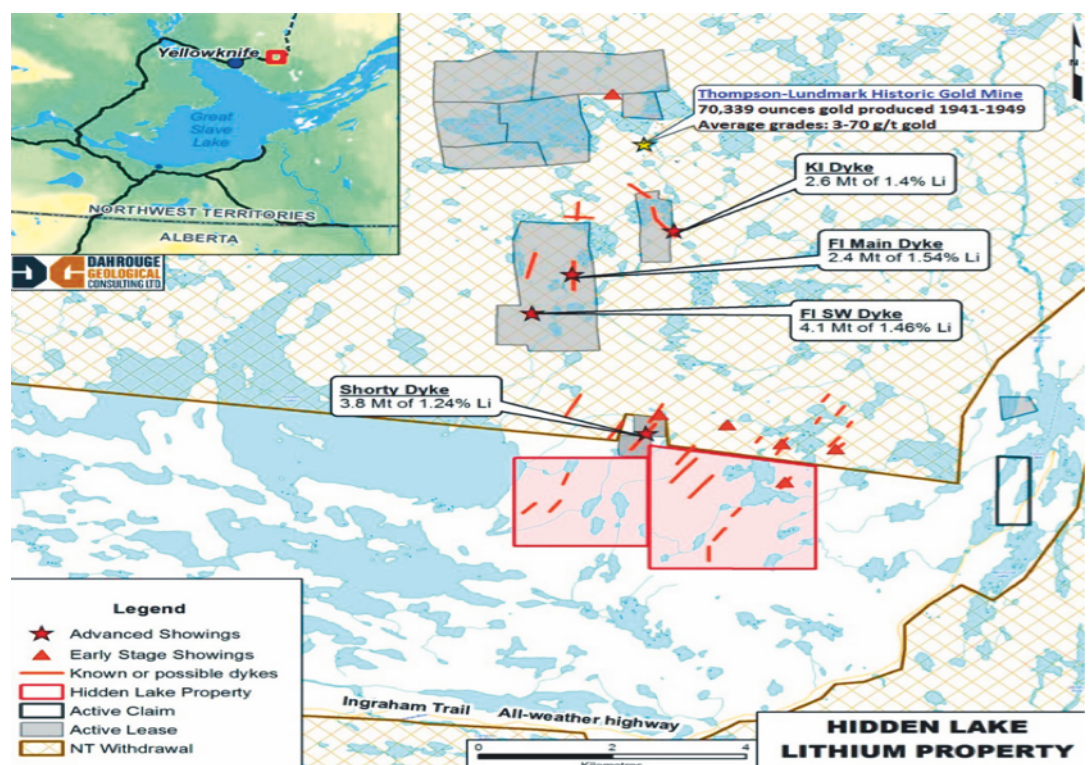 Yellowknife
Great
Slave
Lake
NORTHWEST TERRITORIES
ALBERTA
DAHROUGE
GEOLOGICAL
CONSULTING LTD.
Thompson-Lundmark Historic Gold Mine
70,339 ounces gold produced 1941-1949
Average grades: 3-70 g/t gold
KI Dyke
2.6 Mt of 1.4% Li
FI Main Dyke
2.4 Mt of 1.54% Li
FI SW Dyke
4.1 Mt of 1.46% Li
Shorty Dyke
3.8 Mt of 1.24% Li
Legend
Advanced Showings
Early Stage Showings
Known or possible dykes
Hidden Lake Property
Active Claim
Active Lease
NT Withdrawal
Ingraham Trail All-weather highway
0 2 4
Kilometres
HIDDEN LAKE
LITHIUM PROPERTY